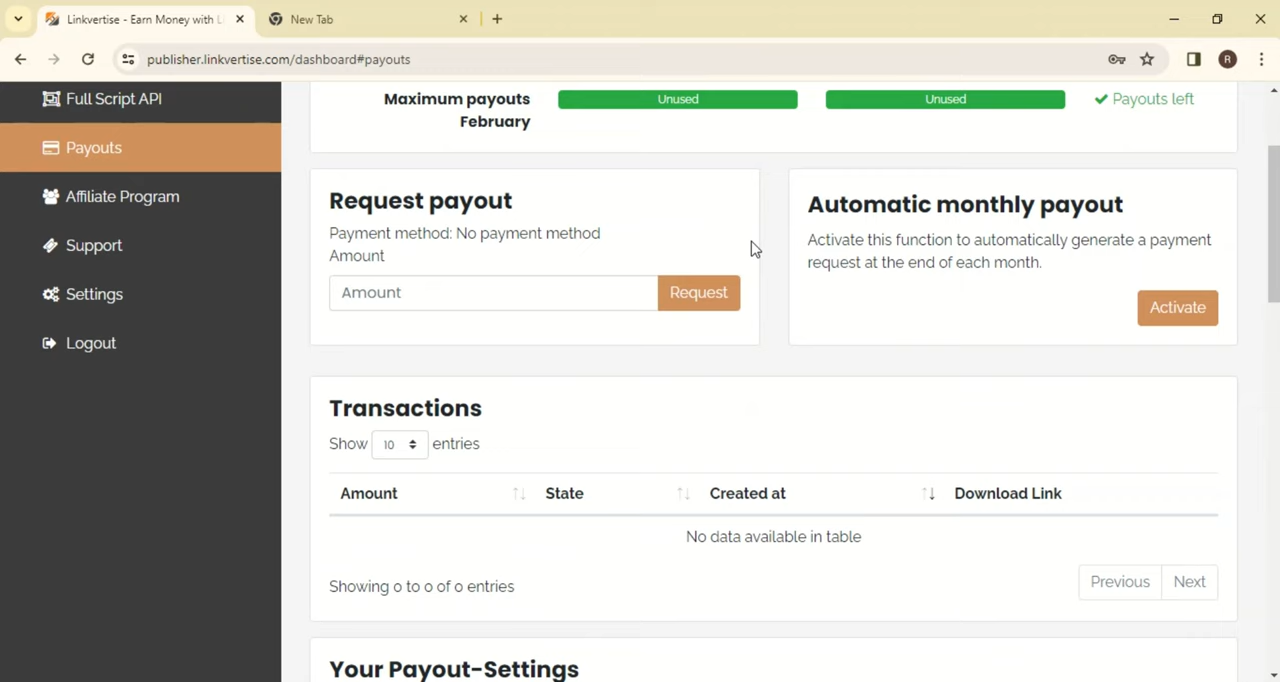 Linkvertise - Earn Money with L
New Tab
publisher.linkvertise.com/dashboard#payouts
R
Full Script API
Payouts
Affiliate Program
Support
Settings
Logout
Maximum payouts
February
Unused
Unused
Payouts left
Request payout
Payment method: No payment method
Amount
Amount
Request
Automatic monthly payout
Activate this function to automatically generate a payment
request at the end of each month.
Activate
Transactions
Show 10 entries
Amount State Created at Download Link
No data available in table
Showing 0 to 0 of 0 entries
Previous Next
Your Payout-Settings